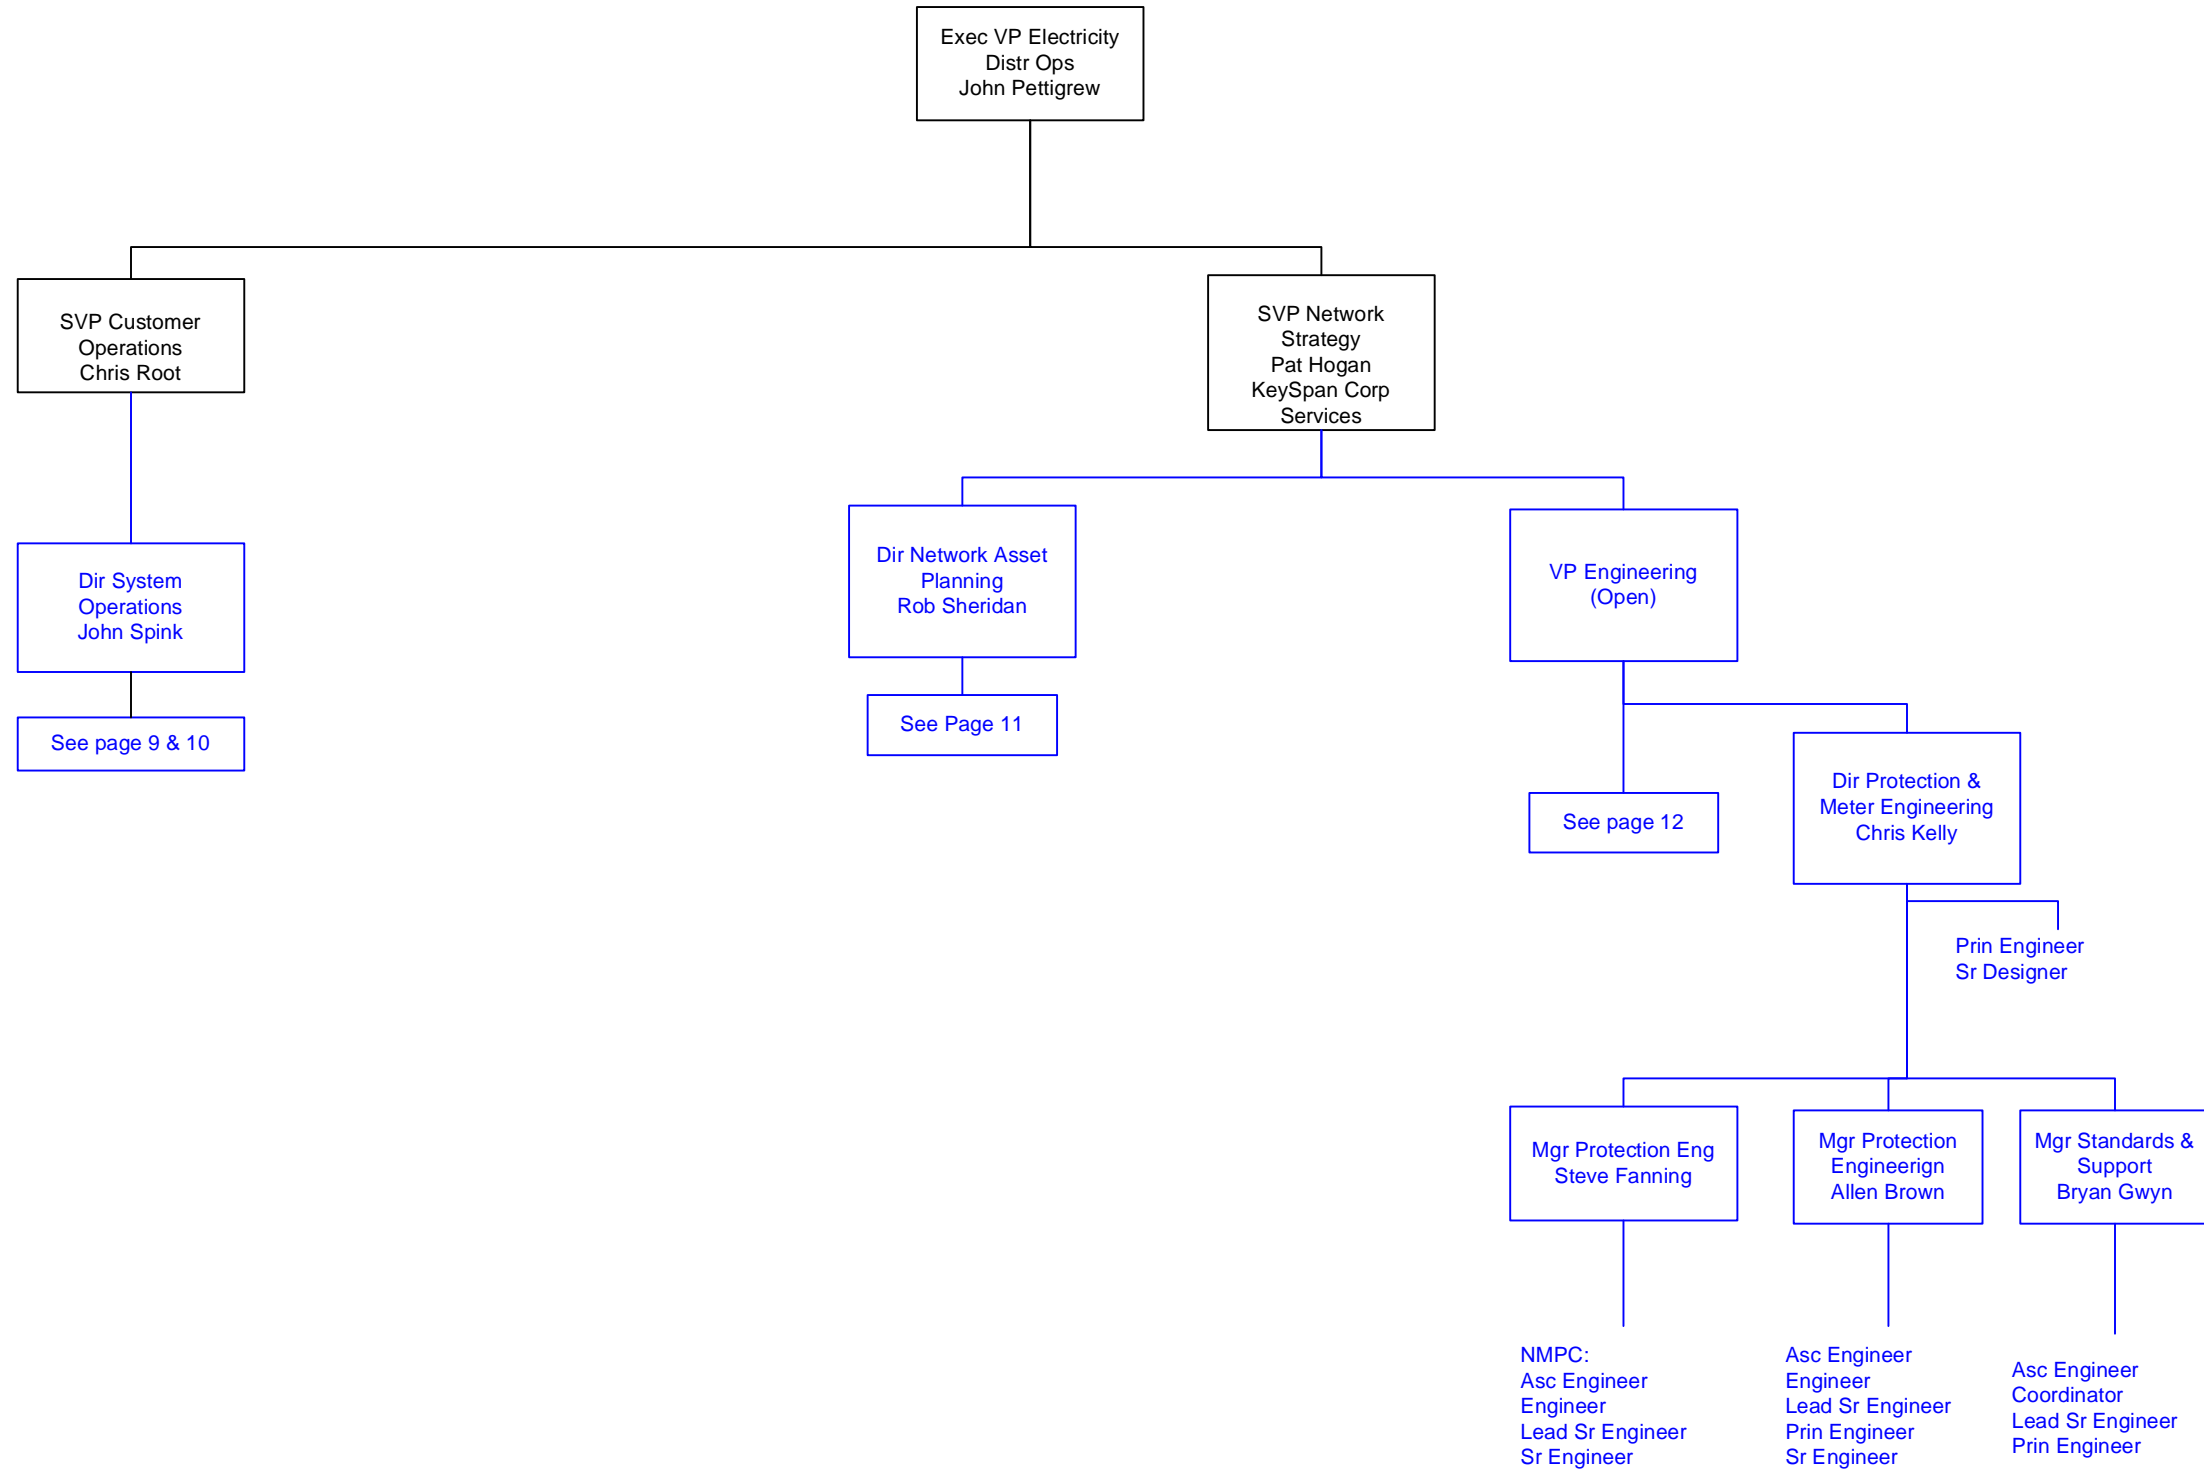 Exec VP Electricity
Distr Ops
John Pettigrew
SVP Customer
Operations
Chris Root
SVP Network
Strategy
Pat Hogan
KeySpan Corp
Services
Dir System
Operations
John Spink
See page 9 & 10
Dir Network Asset
Planning
Rob Sheridan
See Page 11
VP Engineering
(Open)
See page 12
Dir Protection &
Meter Engineering
Chris Kelly
Prin Engineer
Sr Designer
Mgr Protection Eng
Steve Fanning
Mgr Protection
Engineerign
Allen Brown
Mgr Standards &
Support
Bryan Gwyn
NMPC:
Asc Engineer
Engineer
Lead Sr Engineer
Sr Engineer
Asc Engineer
Engineer
Lead Sr Engineer
Prin Engineer
Sr Engineer
Asc Engineer
Coordinator
Lead Sr Engineer
Prin Engineer